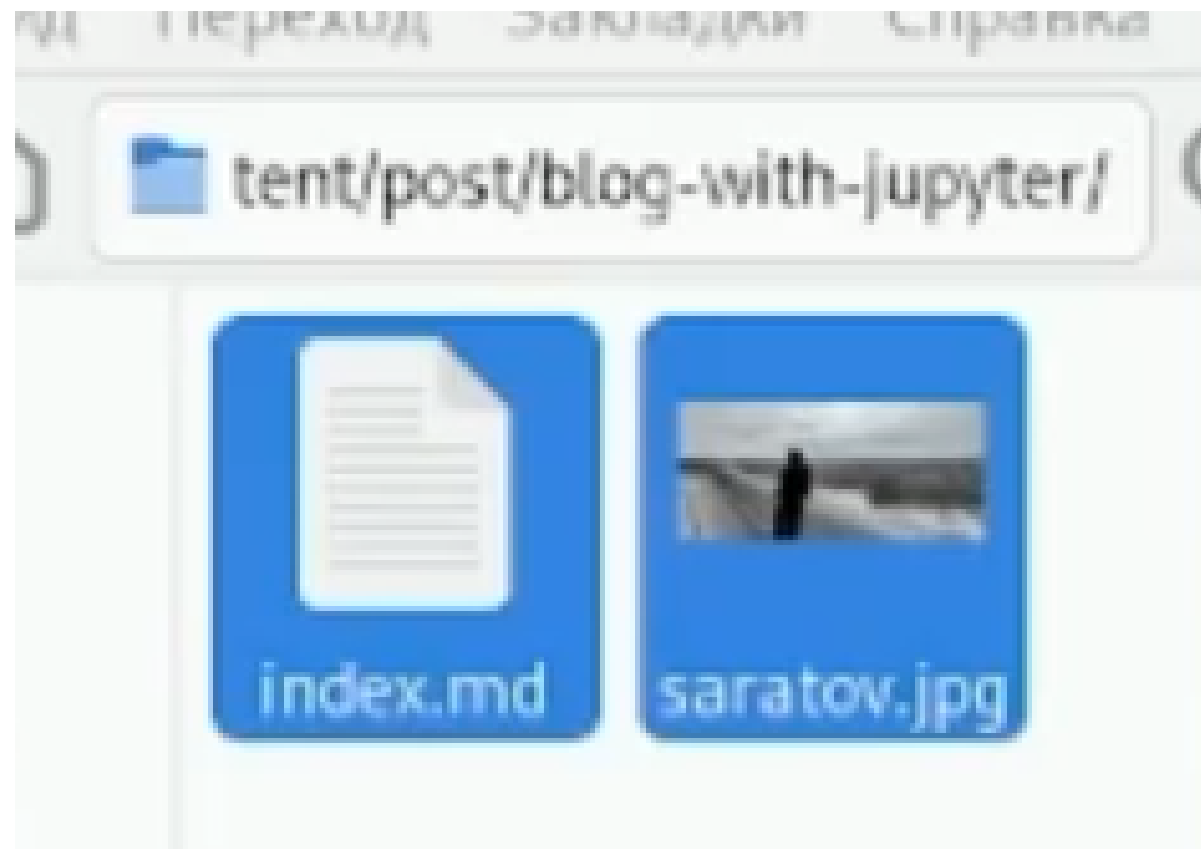 Переход Закладки Справка
tent/post/blog-with-jupyter/
index.md saratov.jpg